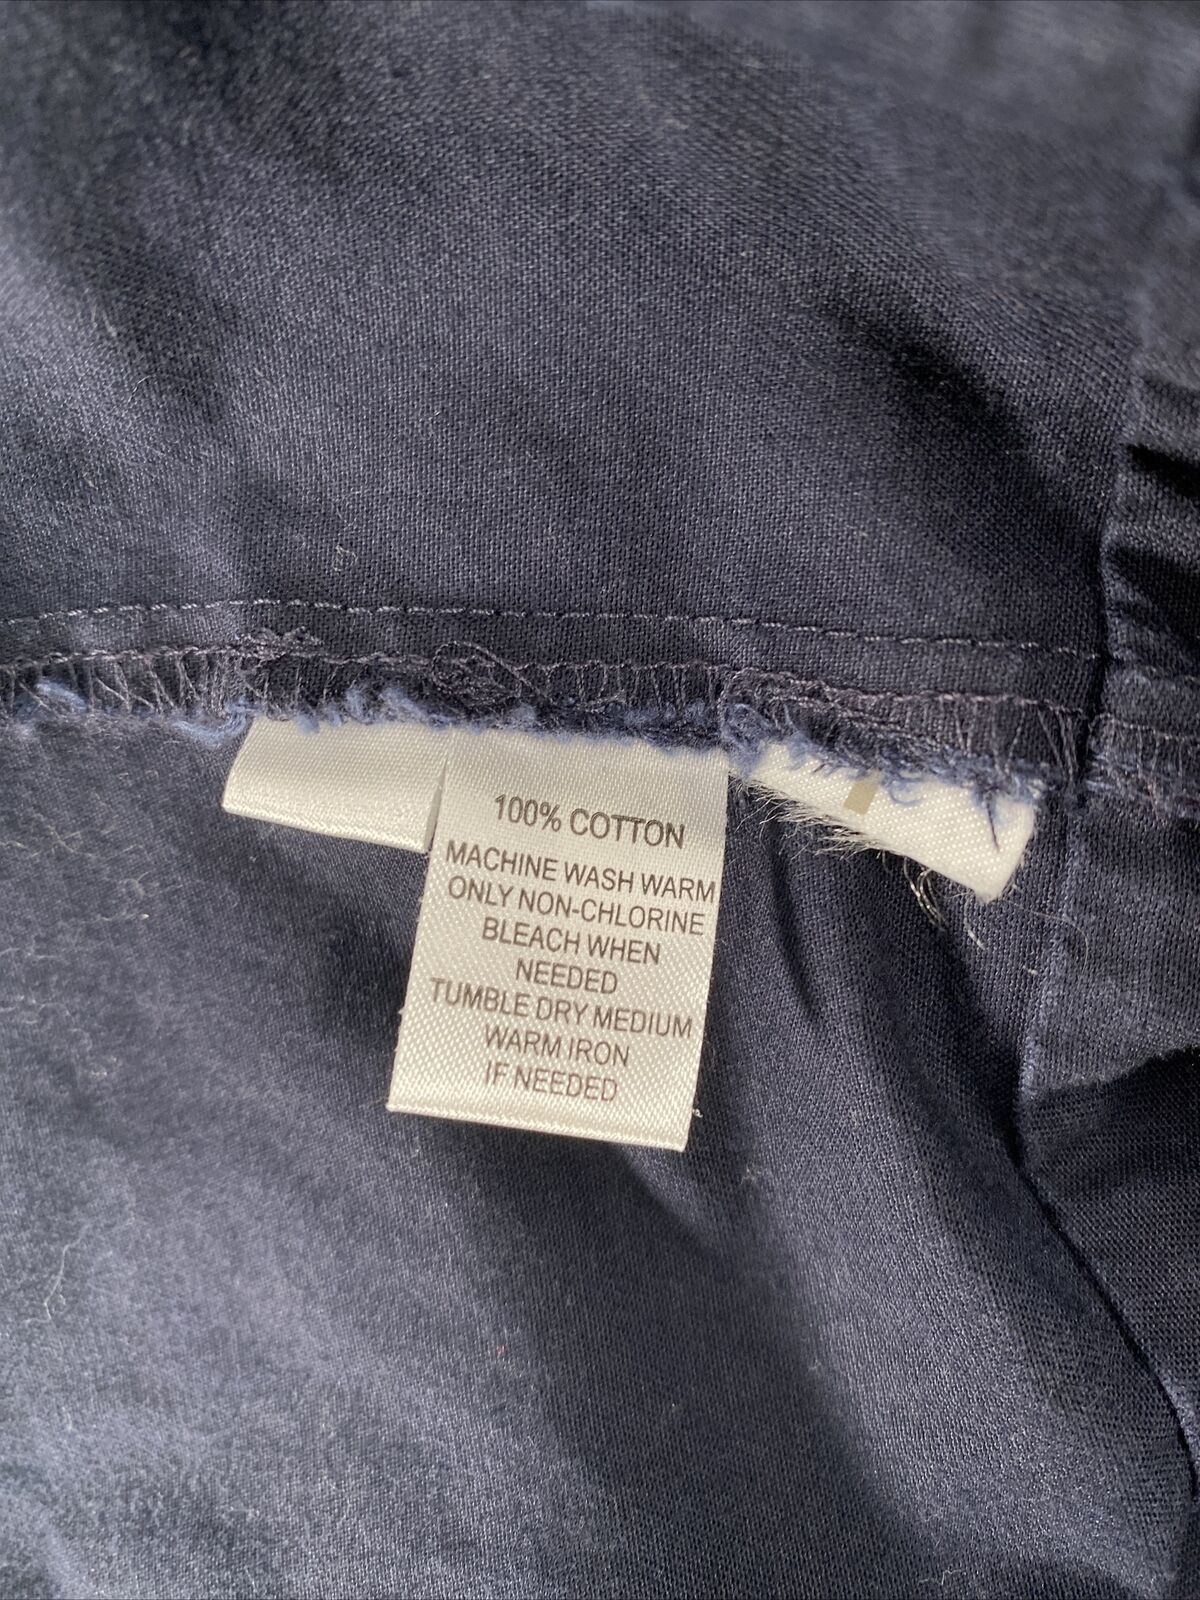 100% COTTON
MACHINE WASH WARM
ONLY NON-CHLORINE
BLEACH WHEN
NEEDED
TUMBLE DRY MEDIUM
WARM IRON
IF NEEDED